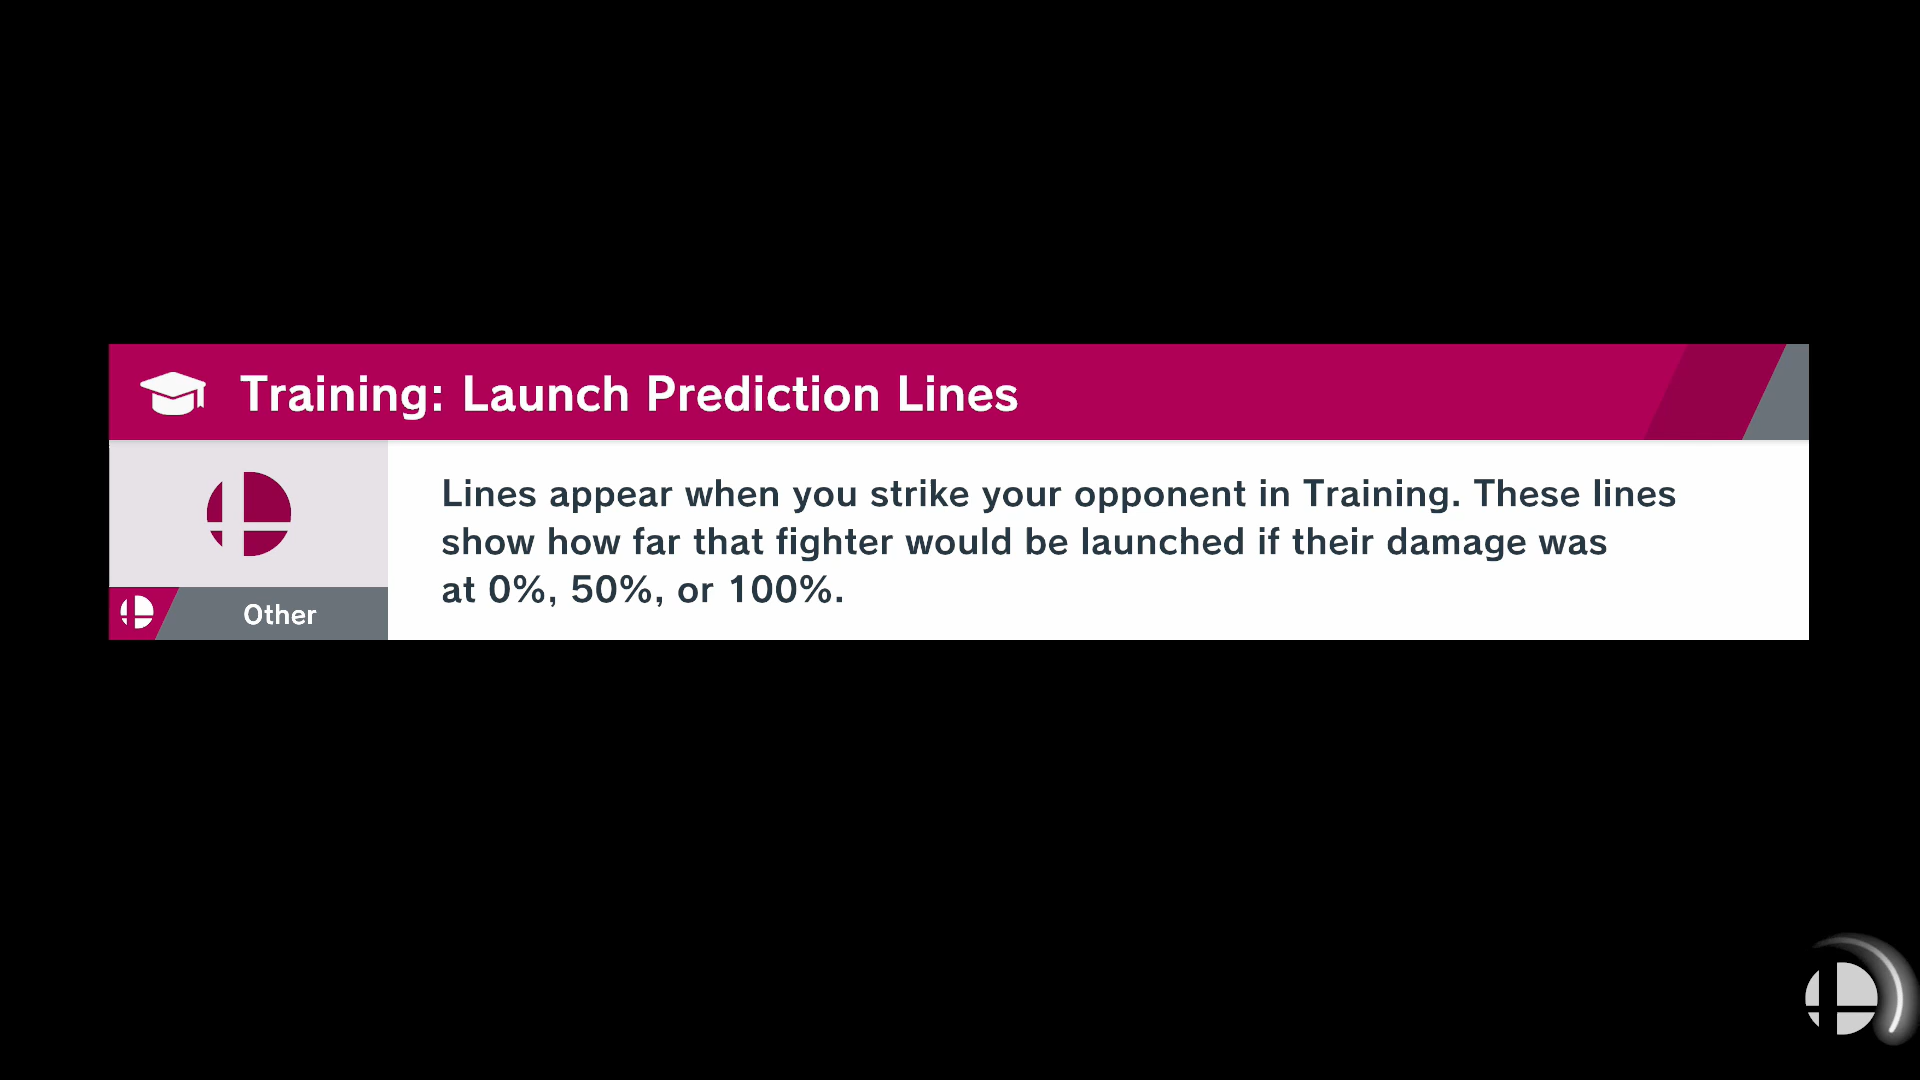 Training: Launch Prediction Lines
Lines appear when you strike your opponent in Training. These lines
show how far that fighter would be launched if their damage was
at 0%, 50%, or 100%.
Other